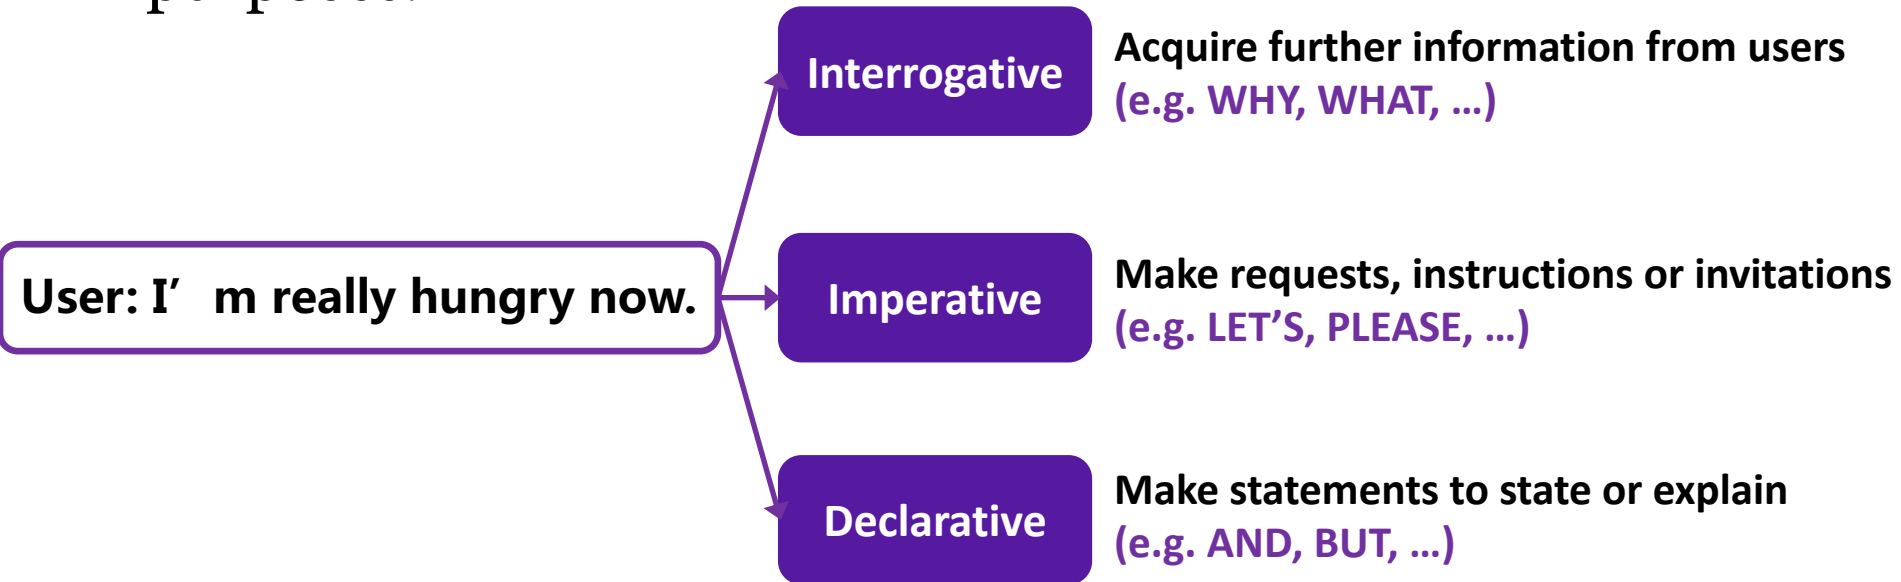 purposes.
Interrogative
Acquire further information from users
(e.g. WHY, WHAT, …)
User: I’ m really hungry now.
Imperative
Make requests, instructions or invitations
(e.g. LET’S, PLEASE, …)
Declarative
Make statements to state or explain
(e.g. AND, BUT, …)